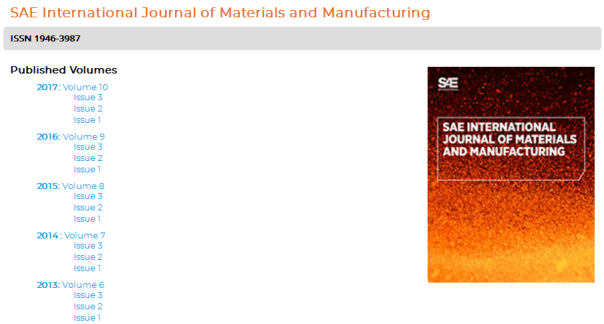 SAE International Journal of Materials and Manufacturing
ISSN 1946-3987
Published Volumes
2017: Volume 10
Issue 3
Issue 2
Issue 1
2016: Volume 9
Issue 3
Issue 2
Issue 1
2015: Volume 8
Issue 3
Issue 2
Issue 1
2014: Volume 7
Issue 3
Issue 2
Issue 1
2013: Volume 6
Issue 3
Issue 2
Issue 1
SAE
SAE INTERNATIONAL
JOURNAL OF MATERIALS
AND MANUFACTURING